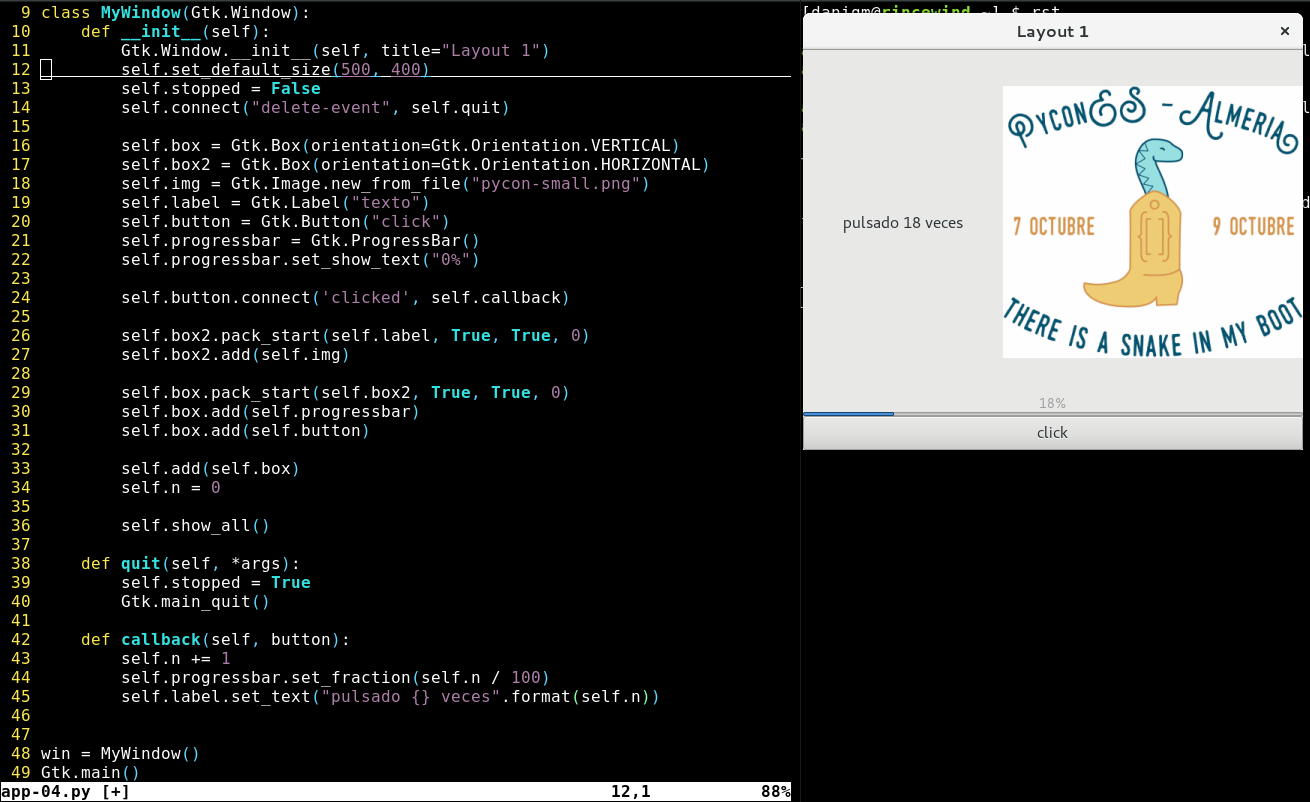 9 class MyWindow(Gtk.Window):
10     def __init__(self):
11         Gtk.Window.__init__(self, title="Layout 1")
12         self.set_default_size(500, 400)
13         self.stopped = False
14         self.connect("delete-event", self.quit)
15
16         self.box = Gtk.Box(orientation=Gtk.Orientation.VERTICAL)
17         self.box2 = Gtk.Box(orientation=Gtk.Orientation.HORIZONTAL)
18         self.img = Gtk.Image.new_from_file("pycon-small.png")
19         self.label = Gtk.Label("texto")
20         self.button = Gtk.Button("click")
21         self.progressbar = Gtk.ProgressBar()
22         self.progressbar.set_show_text("0%")
23
24         self.button.connect('clicked', self.callback)
25
26         self.box2.pack_start(self.label, True, True, 0)
27         self.box2.add(self.img)
28
29         self.box.pack_start(self.box2, True, True, 0)
30         self.box.add(self.progressbar)
31         self.box.add(self.button)
32
33         self.add(self.box)
34         self.n = 0
35
36         self.show_all()
37
38     def quit(self, *args):
39         self.stopped = True
40         Gtk.main_quit()
41
42     def callback(self, button):
43         self.n += 1
44         self.progressbar.set_fraction(self.n / 100)
45         self.label.set_text("pulsado {} veces".format(self.n))
46
47
48 win = MyWindow()
49 Gtk.main()
app-04.py [+] 12,1 88%
[danigm@rincewind ~] $ rst
Layout 1 ×
PyconES - Almeria
pulsado 18 veces
7 OCTUBRE 9 OCTUBRE
THERE IS A SNAKE IN MY BOOT
18%
click